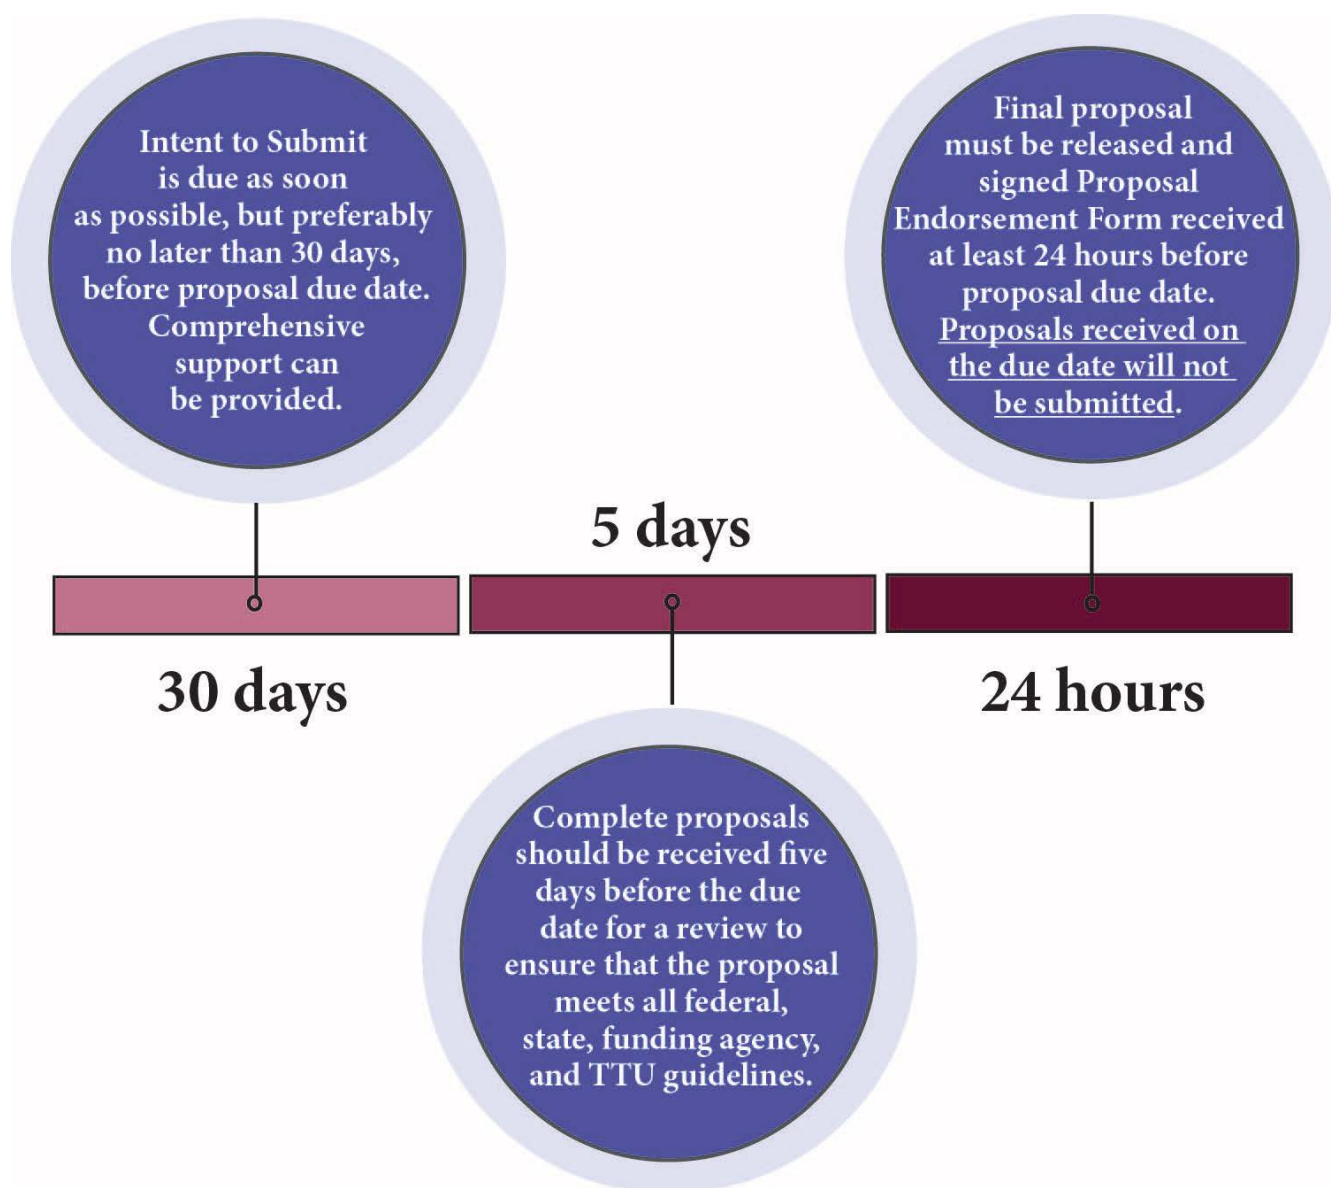 Intent to Submit
is due as soon
as possible, but preferably
no later than 30 days,
before proposal due date.
Comprehensive
support can
be provided.
30 days
5 days
Complete proposals
should be received five
days before the due
date for a review to
ensure that the proposal
meets all federal,
state, funding agency,
and TTU guidelines.
Final proposal
must be released and
signed Proposal
Endorsement Form received
at least 24 hours before
proposal due date.
Proposals received on
the due date will not
be submitted.
24 hours